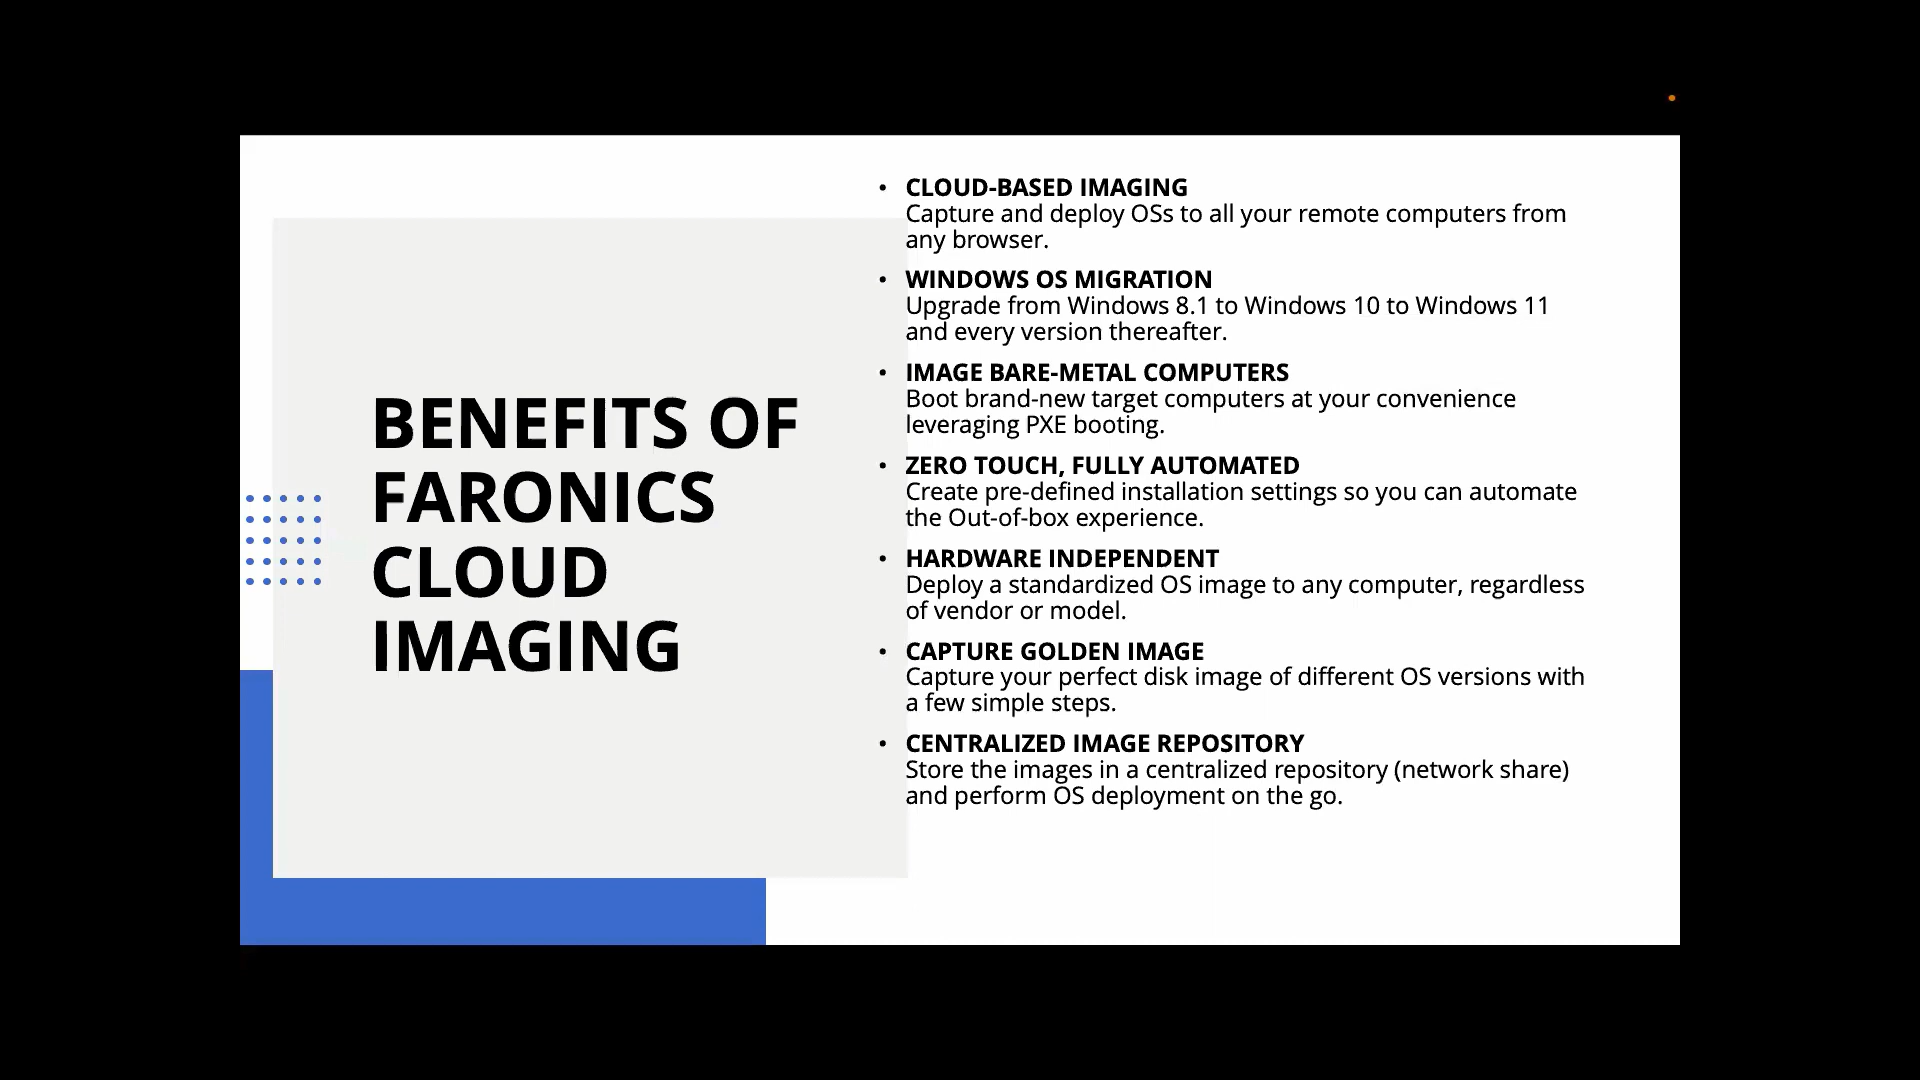 BENEFITS OF
FARONICS
CLOUD
IMAGING
• CLOUD-BASED IMAGING
Capture and deploy OSs to all your remote computers from
any browser.
• WINDOWS OS MIGRATION
Upgrade from Windows 8.1 to Windows 10 to Windows 11
and every version thereafter.
• IMAGE BARE-METAL COMPUTERS
Boot brand-new target computers at your convenience
leveraging PXE booting.
• ZERO TOUCH, FULLY AUTOMATED
Create pre-defined installation settings so you can automate
the Out-of-box experience.
• HARDWARE INDEPENDENT
Deploy a standardized OS image to any computer, regardless
of vendor or model.
• CAPTURE GOLDEN IMAGE
Capture your perfect disk image of different OS versions with
a few simple steps.
• CENTRALIZED IMAGE REPOSITORY
Store the images in a centralized repository (network share)
and perform OS deployment on the go.